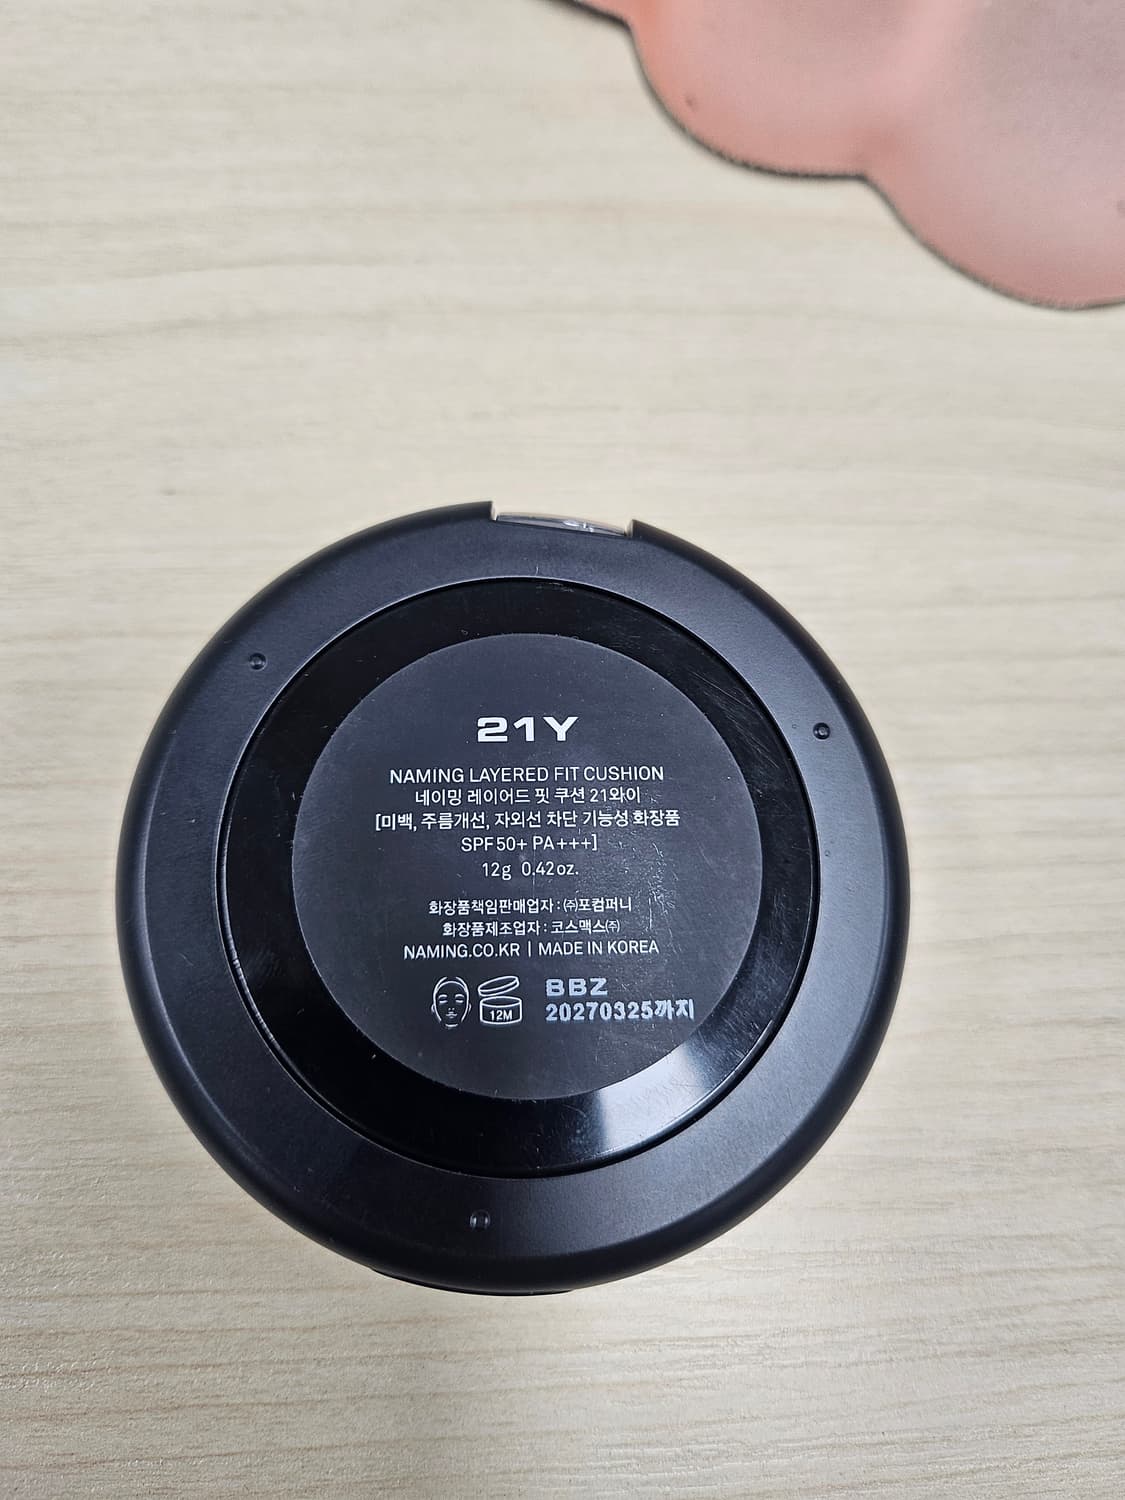 21Y
NAMING LAYERED FIT CUSHION
네이밍 레이어드 핏 쿠션 21와이
[미백, 주름개선, 자외선 차단 기능성 화장품
SPF50+ PA+++]
12g 0.42oz.
화장품책임판매업자 : ㈜포컴퍼니
화장품제조업자 : 코스맥스㈜
NAMING.CO.KR | MADE IN KOREA
12M
BBZ
20270325까지